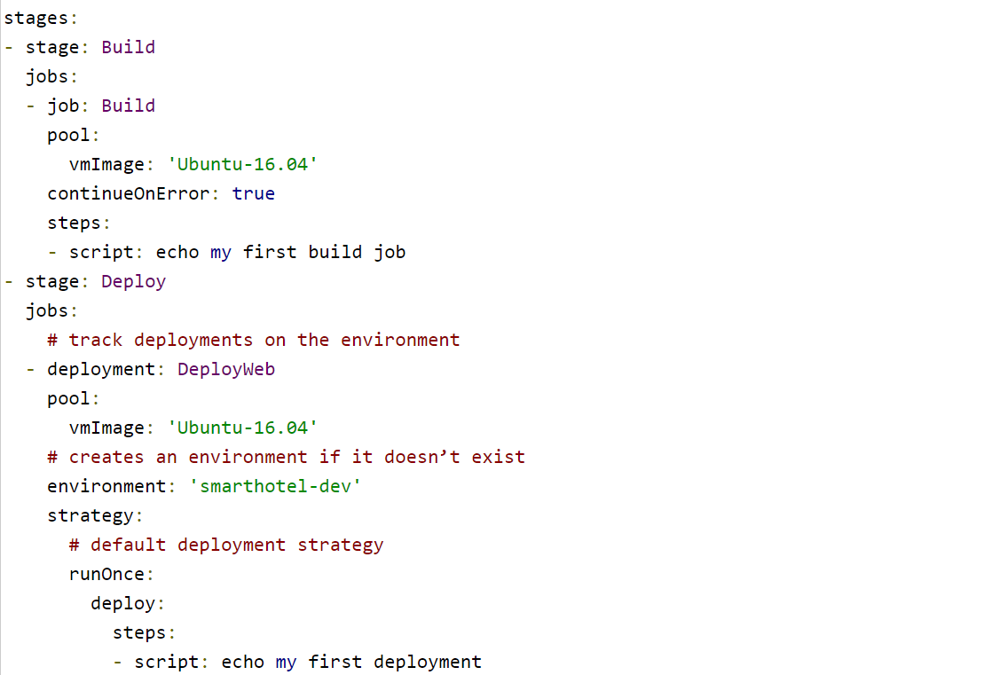 stages:
- stage: Build
  jobs:
  - job: Build
    pool:
      vmImage: 'Ubuntu-16.04'
    continueOnError: true
    steps:
    - script: echo my first build job
- stage: Deploy
  jobs:
    # track deployments on the environment
  - deployment: DeployWeb
    pool:
      vmImage: 'Ubuntu-16.04'
    # creates an environment if it doesn’t exist
    environment: 'smarthotel-dev'
    strategy:
      # default deployment strategy
      runOnce:
        deploy:
          steps:
          - script: echo my first deployment